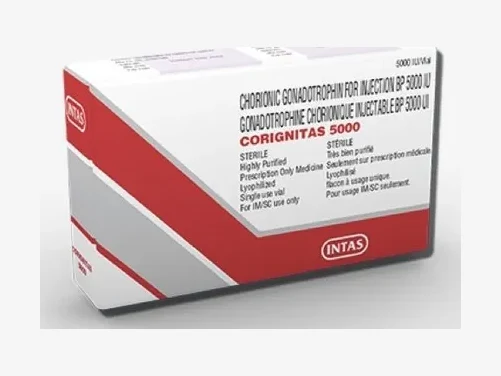 5000 IU/Vial
CHORIONIC GONADOTROPHIN FOR INJECTION BP 5000 IU
GONADOTROPHINE CHORIONIQUE INJECTABLE BP 5000 UI
CORIGNITAS 5000
STERILE
Highly Purified
Prescription Only Medicine
Lyophilized
Single use vial
For IM/SC use only
STÉRILE
Très bien purifié
Seulement sur prescription médicale
Lyophilisé
flacon à usage unique.
Pour usage IM/SC seulement.
INTAS
INTAS